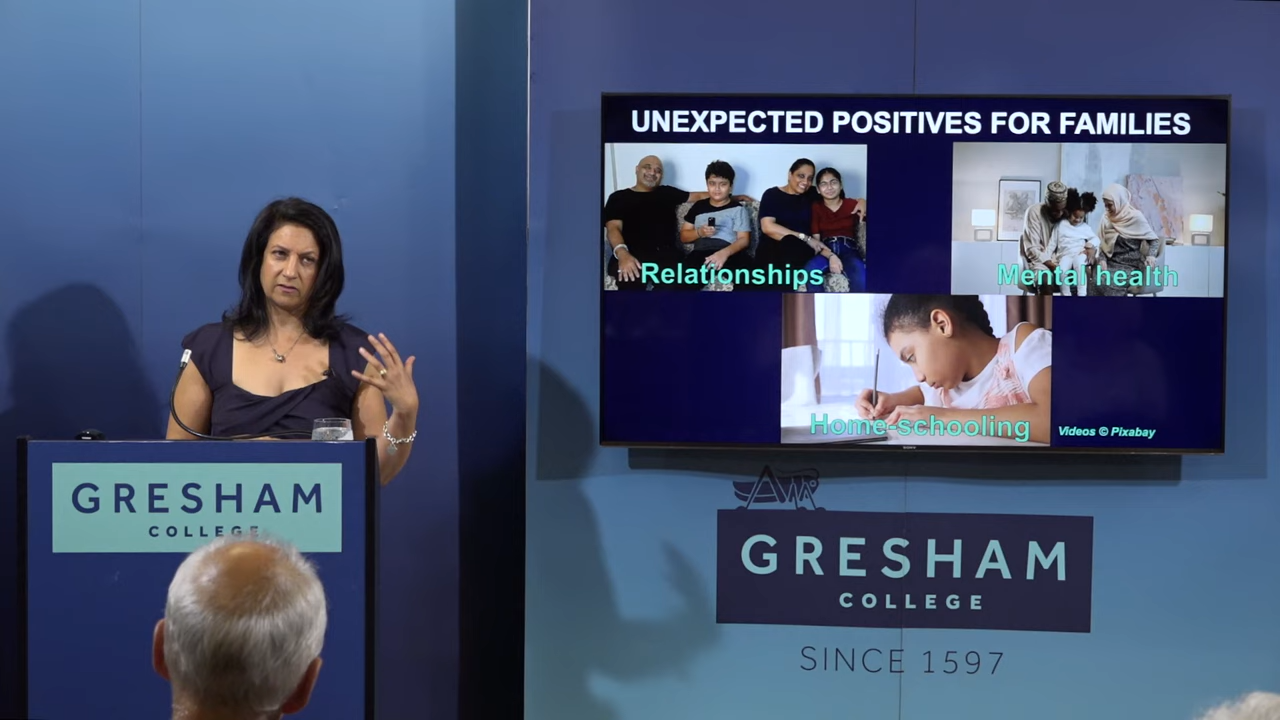 UNEXPECTED POSITIVES FOR FAMILIES
Relationships
Mental health
Home-schooling
Videos © Pixabay
GRESHAM
COLLEGE
GRESHAM
COLLEGE
SINCE 1597